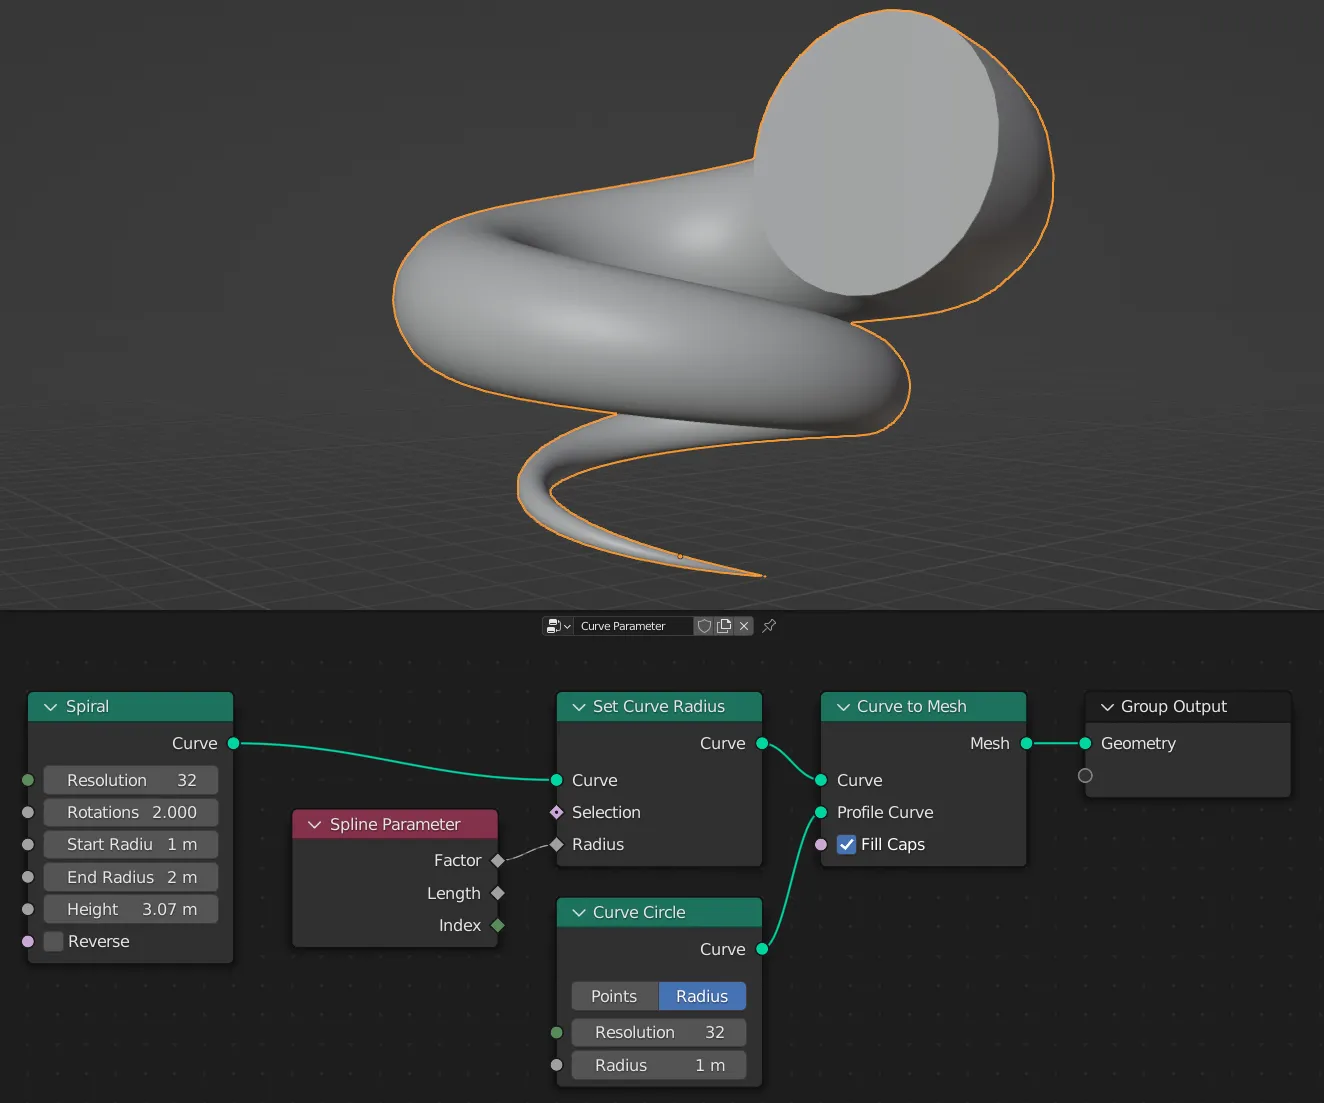 Curve Parameter
Spiral
Curve
Resolution 32
Rotations 2.000
Start Radiu 1 m
End Radius 2 m
Height 3.07 m
Reverse
Spline Parameter
Factor
Length
Index
Set Curve Radius
Curve
Curve
Selection
Radius
Curve Circle
Curve
Points Radius
Resolution 32
Radius 1 m
Curve to Mesh
Mesh
Curve
Profile Curve
Fill Caps
Group Output
Geometry